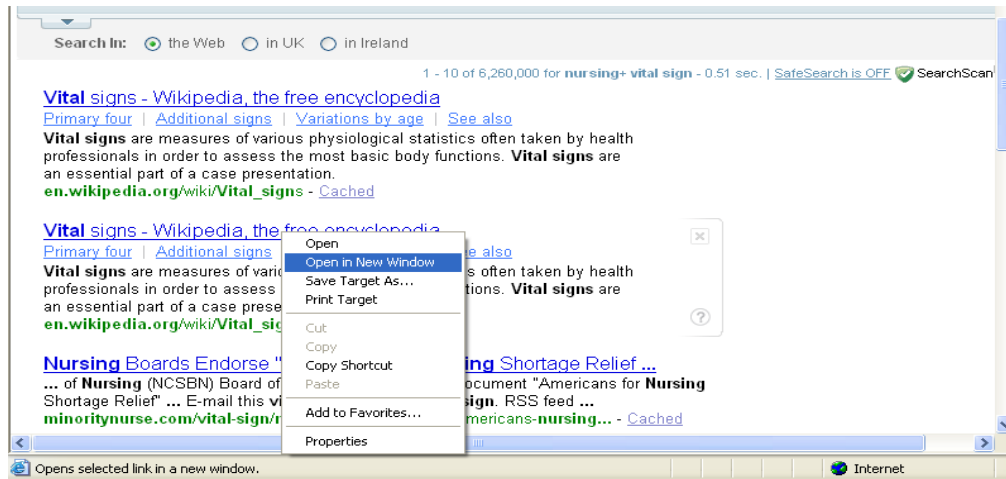 Search In: the Web in UK in Ireland
1 - 10 of 6,260,000 for nursing+ vital sign - 0.51 sec. | SafeSearch is OFF SearchScan
Vital signs - Wikipedia, the free encyclopedia
Primary four | Additional signs | Variations by age | See also
Vital signs are measures of various physiological statistics often taken by health
professionals in order to assess the most basic body functions. Vital signs are
an essential part of a case presentation.
en.wikipedia.org/wiki/Vital_signs - Cached
Vital signs - Wikipedia, the free encyclopedia
Primary four | Additional signs
e also
Vital signs are measures of vario
s often taken by health
professionals in order to assess
tions. Vital signs are
an essential part of a case prese
en.wikipedia.org/wiki/Vital_sig
Open
Open in New Window
Save Target As...
Print Target
Cut
Copy
Copy Shortcut
Paste
Add to Favorites...
Properties
Nursing Boards Endorse "
ing Shortage Relief ...
... of Nursing (NCSBN) Board of
ocument "Americans for Nursing
Shortage Relief" ... E-mail this vi
sign. RSS feed ...
minoritynurse.com/vital-sign/n
mericans-nursing... - Cached
Opens selected link in a new window.
Internet